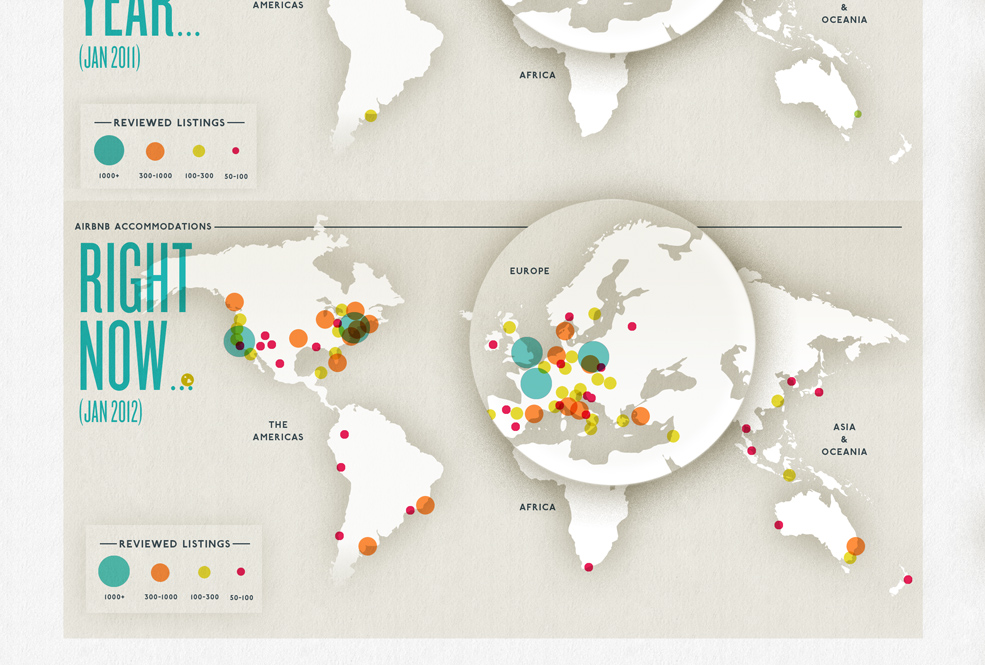 AMERICAS
YEAR...
(JAN 2011)
&
OCEANIA
AFRICA
REVIEWED LISTINGS
1000+ 300-1000 100-300 50-100
AIRBNB ACCOMMODATIONS
RIGHT
NOW...
(JAN 2012)
EUROPE
THE
AMERICAS
ASIA
&
OCEANIA
AFRICA
REVIEWED LISTINGS
1000+ 300-1000 100-300 50-100